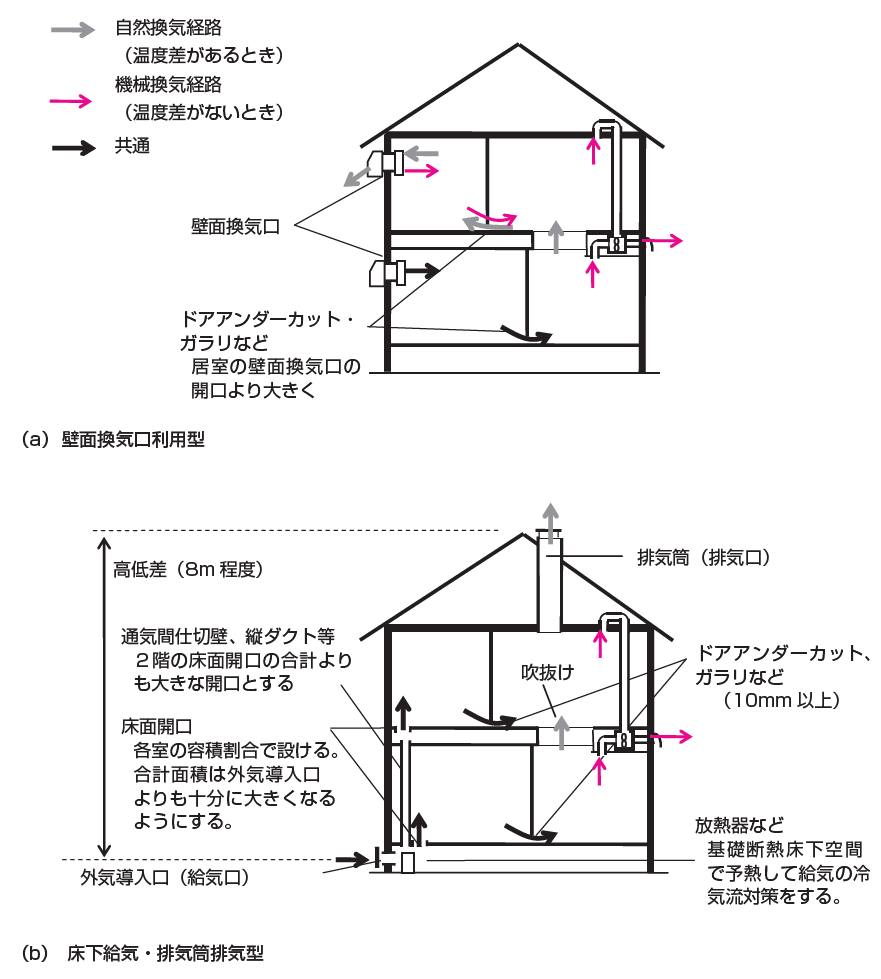 自然換気経路
（温度差があるとき）
機械換気経路
（温度差がないとき）
共通
壁面換気口
ドアアンダーカット・
ガラリなど
居室の壁面換気口の
開口より大きく
（a）壁面換気口利用型
高低差（8m 程度）
排気筒（排気口）
通気間仕切壁、縦ダクト等
２階の床面開口の合計より
も大きな開口とする
吹抜け
ドアアンダーカット、
ガラリなど
（10mm 以上）
床面開口
各室の容積割合で設ける。
合計面積は外気導入口
よりも十分に大きくなる
ようにする。
外気導入口（給気口）
放熱器など
基礎断熱床下空間
で予熱して給気の冷
気流対策をする。
（b） 床下給気・排気筒排気型